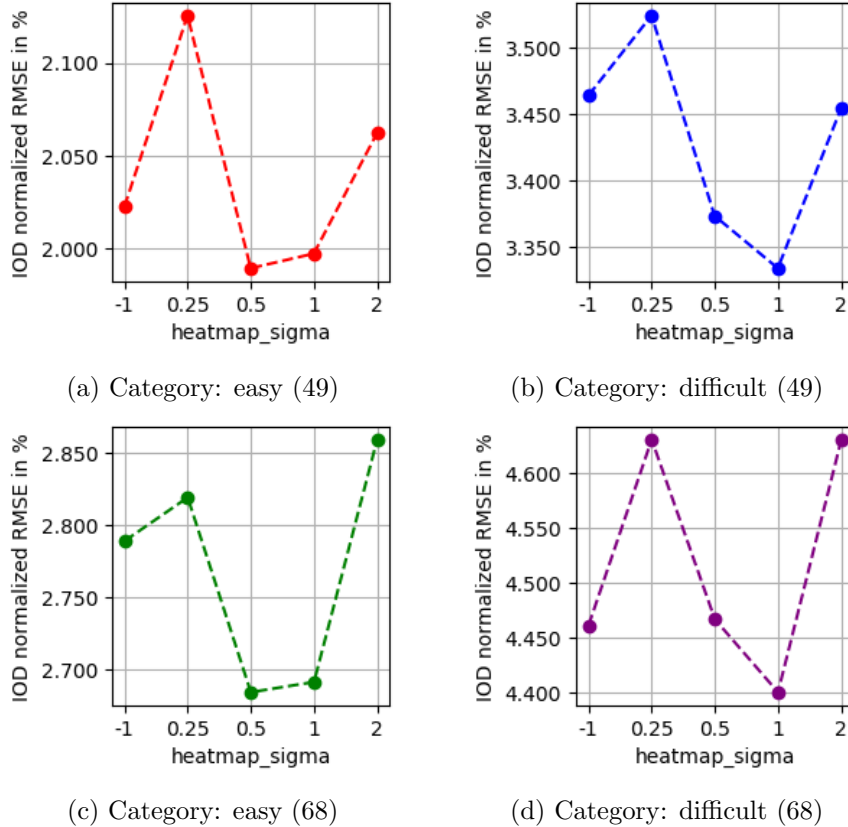 IOD normalized RMSE in %
2.100
2.050
2.000
-1 0.25 0.5 1 2
heatmap_sigma
(a) Category: easy (49)
IOD normalized RMSE in %
3.500
3.450
3.400
3.350
-1 0.25 0.5 1 2
heatmap_sigma
(b) Category: difficult (49)
IOD normalized RMSE in %
2.850
2.800
2.750
2.700
-1 0.25 0.5 1 2
heatmap_sigma
(c) Category: easy (68)
IOD normalized RMSE in %
4.600
4.550
4.500
4.450
4.400
-1 0.25 0.5 1 2
heatmap_sigma
(d) Category: difficult (68)